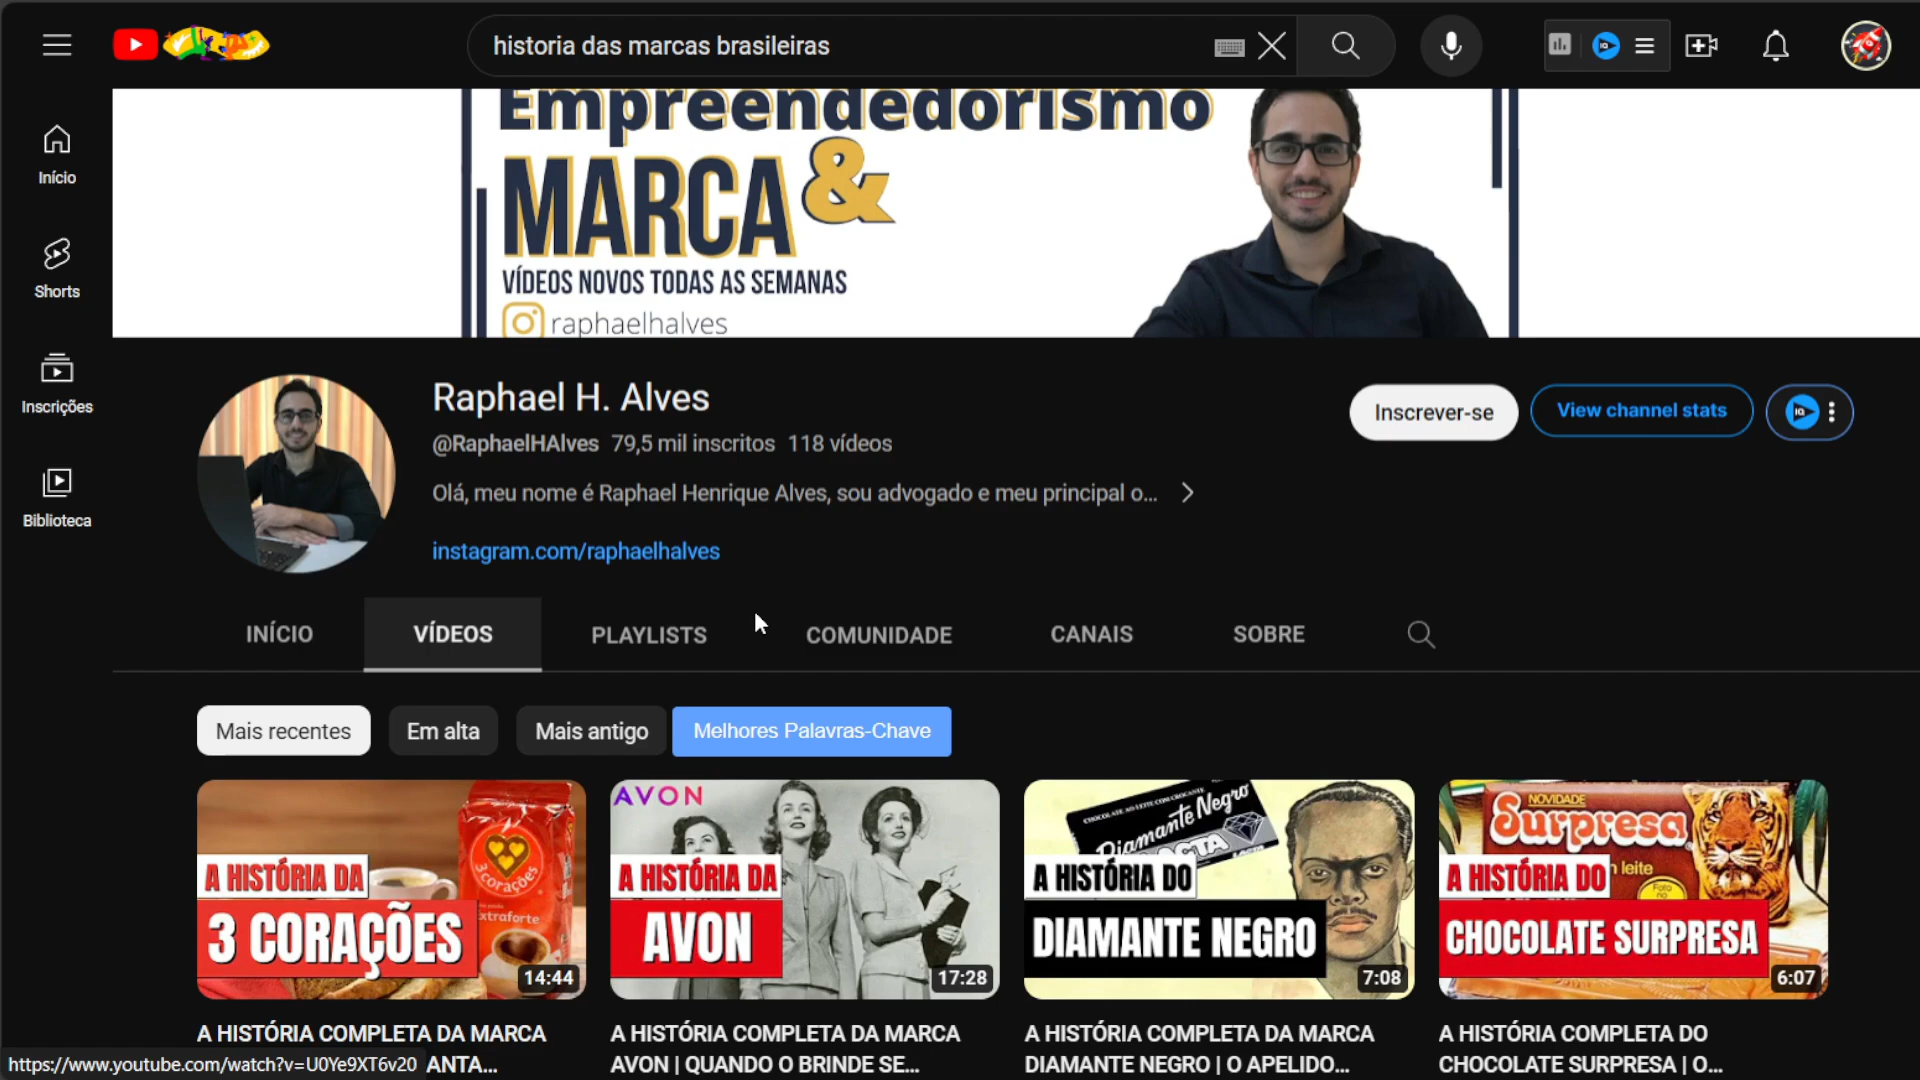 historia das marcas brasileiras
Início
Shorts
Inscrições
Biblioteca
Empreendedorismo
MARCA &
VÍDEOS NOVOS TODAS AS SEMANAS
raphaelhalves
Raphael H. Alves
@RaphaelHAlves 79,5 mil inscritos 118 vídeos
Olá, meu nome é Raphael Henrique Alves, sou advogado e meu principal o...
instagram.com/raphaelhalves
Inscrever-se
View channel stats
INÍCIO VÍDEOS PLAYLISTS COMUNIDADE CANAIS SOBRE
Mais recentes Em alta Mais antigo Melhores Palavras-Chave
3 corações
extraforte
A HISTÓRIA DA
3 CORAÇÕES
14:44
AVON
A HISTÓRIA DA
AVON
17:28
CHOCOLATE AO LEITE COM CROCANTE
Diamante Negro
LACTA
A HISTÓRIA DO
DIAMANTE NEGRO
7:08
NOVIDADE
Surpresa
leite
A HISTÓRIA DO
CHOCOLATE SURPRESA
6:07
A HISTÓRIA COMPLETA DA MARCA
ANTA...
A HISTÓRIA COMPLETA DA MARCA
AVON | QUANDO O BRINDE SE...
A HISTÓRIA COMPLETA DA MARCA
DIAMANTE NEGRO | O APELIDO...
A HISTÓRIA COMPLETA DO
CHOCOLATE SURPRESA | O...
https://www.youtube.com/watch?v=U0Ye9XT6v20